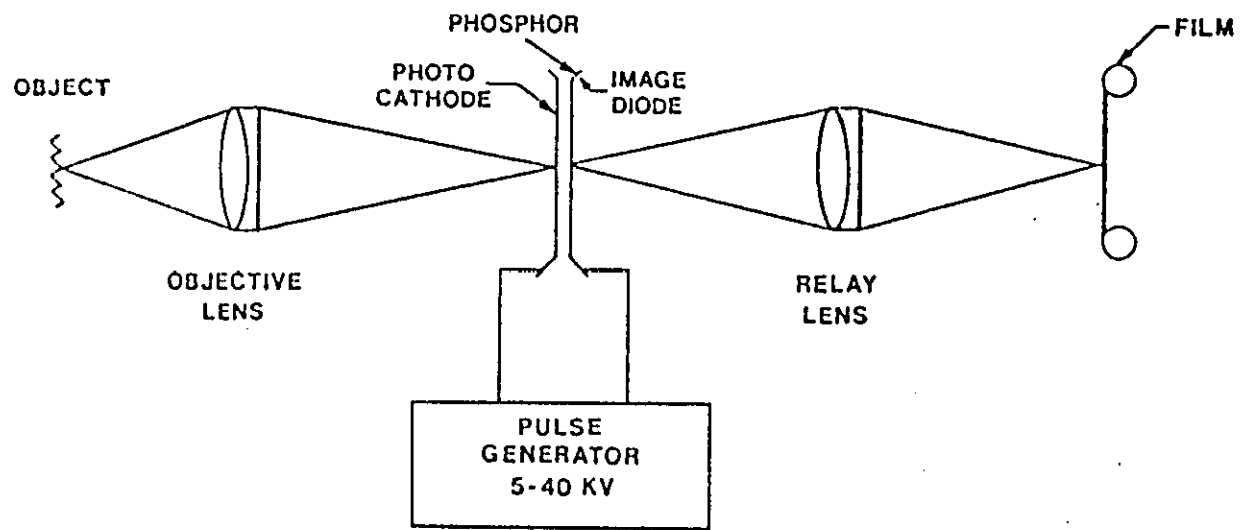 PHOSPHOR
FILM
PHOTO
CATHODE
IMAGE
DIODE
OBJECT
OBJECTIVE
LENS
RELAY
LENS
PULSE
GENERATOR
5-40 KV